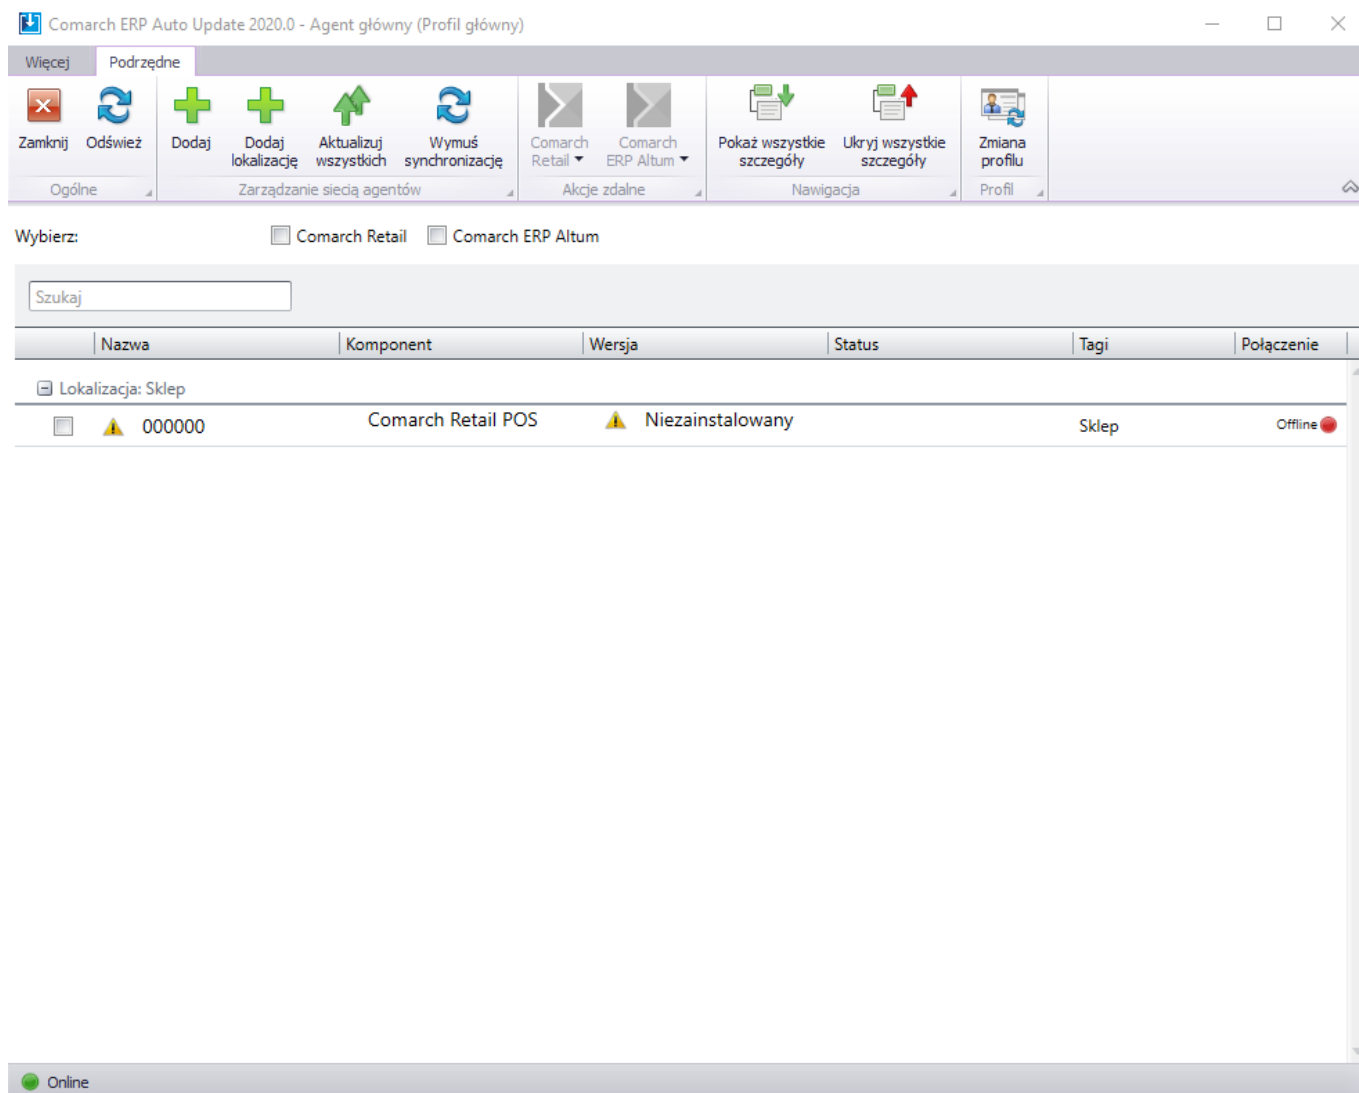 Comarch ERP Auto Update 2020.0 - Agent główny (Profil główny)
Więcej Podrzędne
Zamknij Odśwież Dodaj Dodaj lokalizację Aktualizuj wszystkich Wymuś synchronizację Comarch Retail Comarch ERP Altum Pokaż wszystkie szczegóły Ukryj wszystkie szczegóły Zmiana profilu
Ogólne Zarządzanie siecią agentów Akcje zdalne Nawigacja Profil
Wybierz: Comarch Retail Comarch ERP Altum
Szukaj
Nazwa Komponent Wersja Status Tagi Połączenie
Lokalizacja: Sklep
000000 Comarch Retail POS Niezainstalowany Sklep Offline
Online